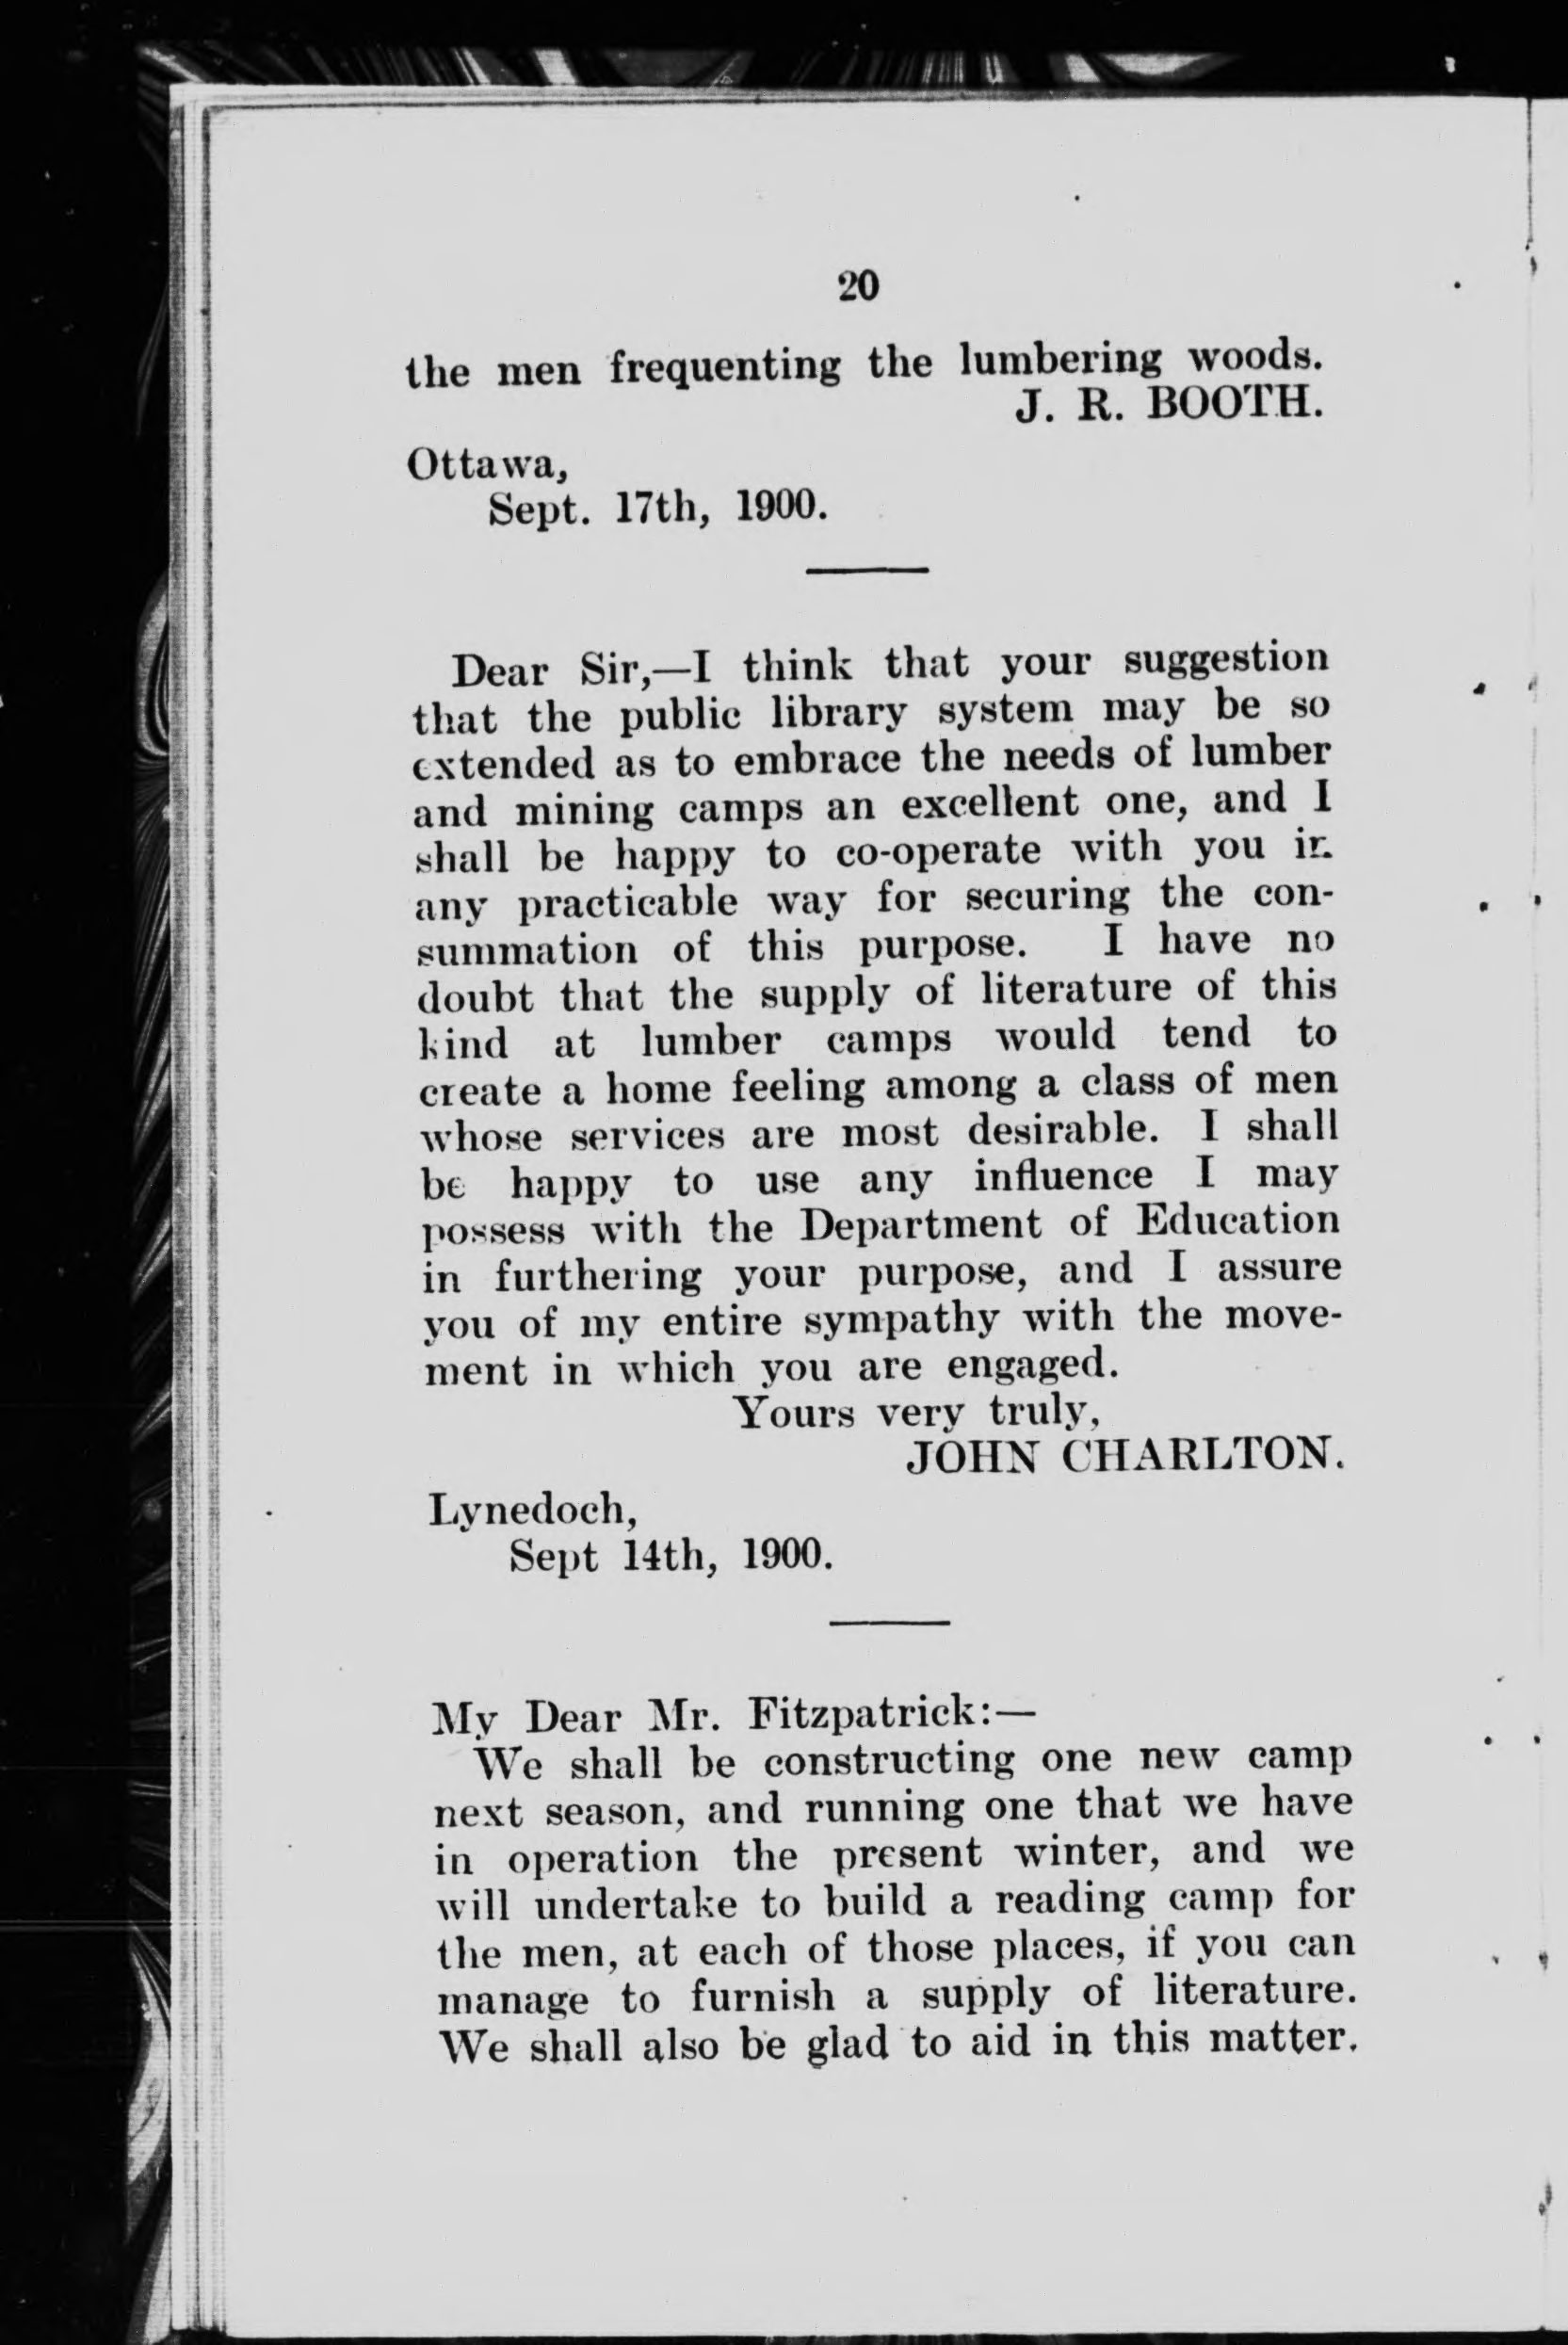 20
the men frequenting the lumbering woods.
J. R. BOOTH.
Ottawa,
Sept. 17th, 1900.
Dear Sir,—I think that your suggestion
that the public library system may be so
extended as to embrace the needs of lumber
and mining camps an excellent one, and I
shall be happy to co-operate with you in
any practicable way for securing the con-
summation of this purpose. I have no
doubt that the supply of literature of this
kind at lumber camps would tend to
create a home feeling among a class of men
whose services are most desirable. I shall
be happy to use any influence I may
possess with the Department of Education
in furthering your purpose, and I assure
you of my entire sympathy with the move-
ment in which you are engaged.
Yours very truly,
JOHN CHARLTON.
Lynedoch,
Sept 14th, 1900.
My Dear Mr. Fitzpatrick:—
We shall be constructing one new camp
next season, and running one that we have
in operation the present winter, and we
will undertake to build a reading camp for
the men, at each of those places, if you can
manage to furnish a supply of literature.
We shall also be glad to aid in this matter.